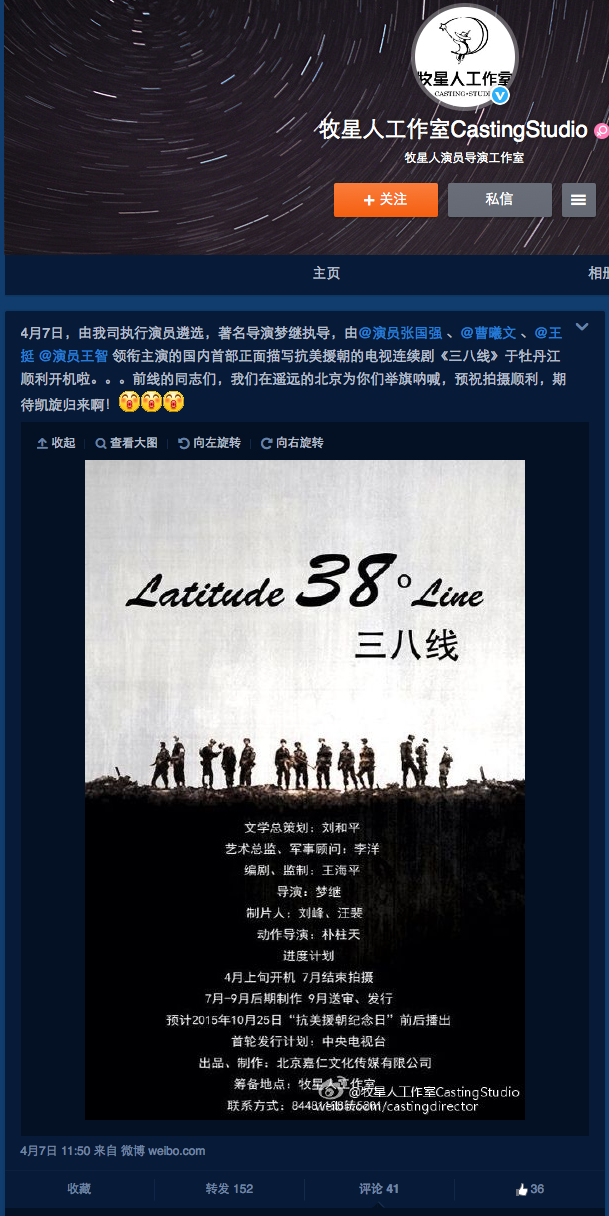 牧星人工作室
CASTING•STUDI
牧星人工作室CastingStudio
牧星人演员导演工作室
+ 关注
私信
主页
相册
4月7日，由我司执行演员遴选，著名导演梦继执导，由@演员张国强 、@曹曦文 、@王
挺 @演员王智 领衔主演的国内首部正面描写抗美援朝的电视连续剧《三八线》于牡丹江
顺利开机啦。。。前线的同志们，我们在遥远的北京为你们举旗呐喊，预祝拍摄顺利，期
待凯旋归来啊！
收起
查看大图
向左旋转
向右旋转
Latitude 38°Line
三八线
文学总策划：刘和平
艺术总监、军事顾问：李洋
编剧、监制：王海平
导演：梦继
制片人：刘峰、汪裴
动作导演：朴柱天
进度计划
4月上旬开机 7月结束拍摄
7月-9月后期制作 9月送审、发行
预计2015年10月25日“抗美援朝纪念日”前后播出
首轮发行计划：中央电视台
出品、制作：北京嘉仁文化传媒有限公司
筹备地点：牧星人工作室
@牧星人工作室CastingStudio
联系方式：
weibo.com/castingdirector
4月7日 11:50 来自 微博 weibo.com
收藏
转发 152
评论 41
36